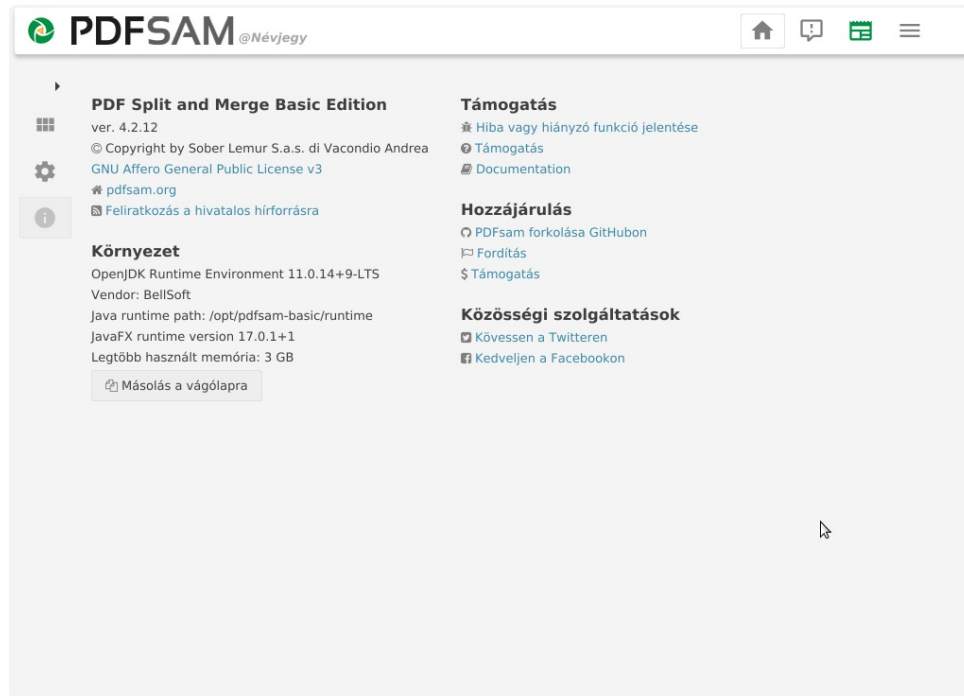 PDFSAM @Névjegy
PDF Split and Merge Basic Edition
ver. 4.2.12
© Copyright by Sober Lemur S.a.s. di Vacondio Andrea
GNU Affero General Public License v3
pdfsam.org
Feliratkozás a hivatalos hírforrásra
Környezet
OpenJDK Runtime Environment 11.0.14+9-LTS
Vendor: BellSoft
Java runtime path: /opt/pdfsam-basic/runtime
JavaFX runtime version 17.0.1+1
Legtöbb használt memória: 3 GB
Másolás a vágólapra
Támogatás
Hiba vagy hiányzó funkció jelentése
Támogatás
Documentation
Hozzájárulás
PDFsam forkolása GitHubon
Fordítás
$ Támogatás
Közösségi szolgáltatások
Kövessen a Twitteren
Kedveljen a Facebookon